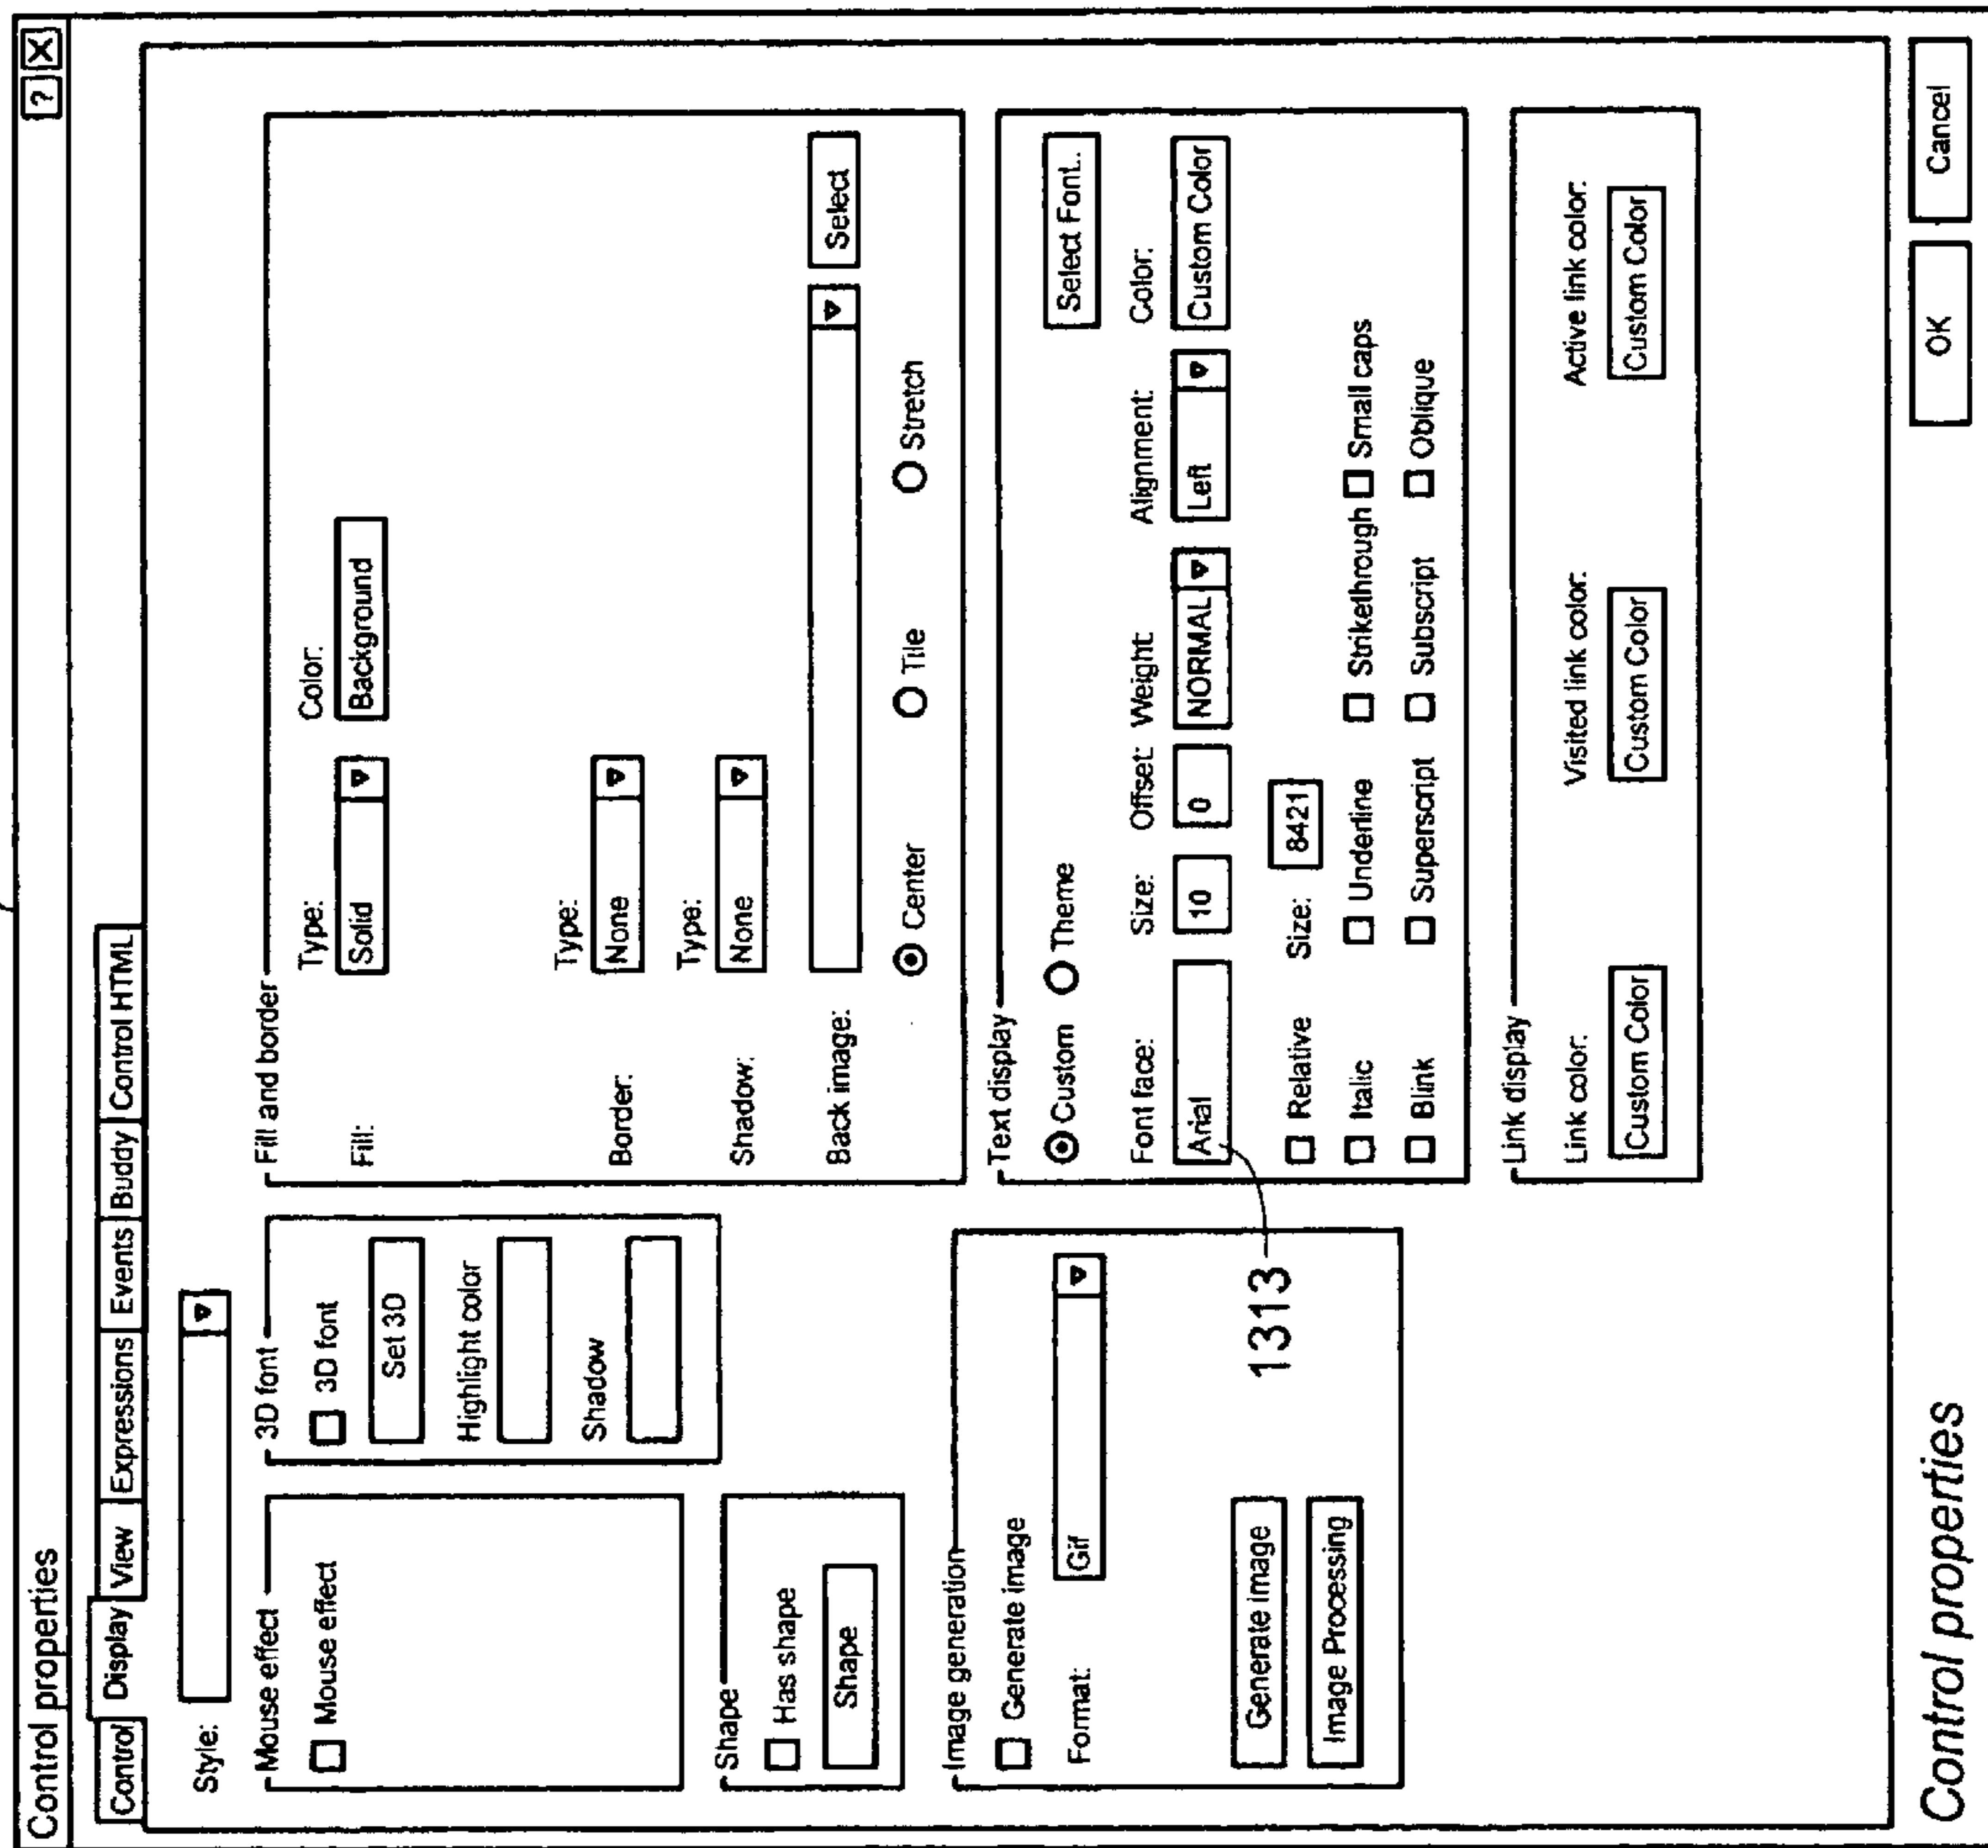 Control properties
? X
Control Display View Expressions Events Buddy Control HTML
Style:
Mouse effect
Mouse effect
3D font
3D font
Set 3D
Highlight color
Shadow
Shape
Has shape
Shape
Image generation
Generate image
Format:
Gif
Generate image
Image Processing
1313
Fill and border
Type: Color:
Fill: Solid Background
Type:
Border: None
Type:
Shadow: None
Back image: Select
Center Tile Stretch
Text display
Custom Theme Select Font..
Font face: Size: Offset: Weight: Alignment: Color:
Arial 10 0 NORMAL Left Custom Color
Relative Size: 8421
Italic Underline Strikethrough Small caps
Blink Superscript Subscript Oblique
Link display
Link color: Visited link color: Active link color:
Custom Color Custom Color Custom Color
OK Cancel
Control properties